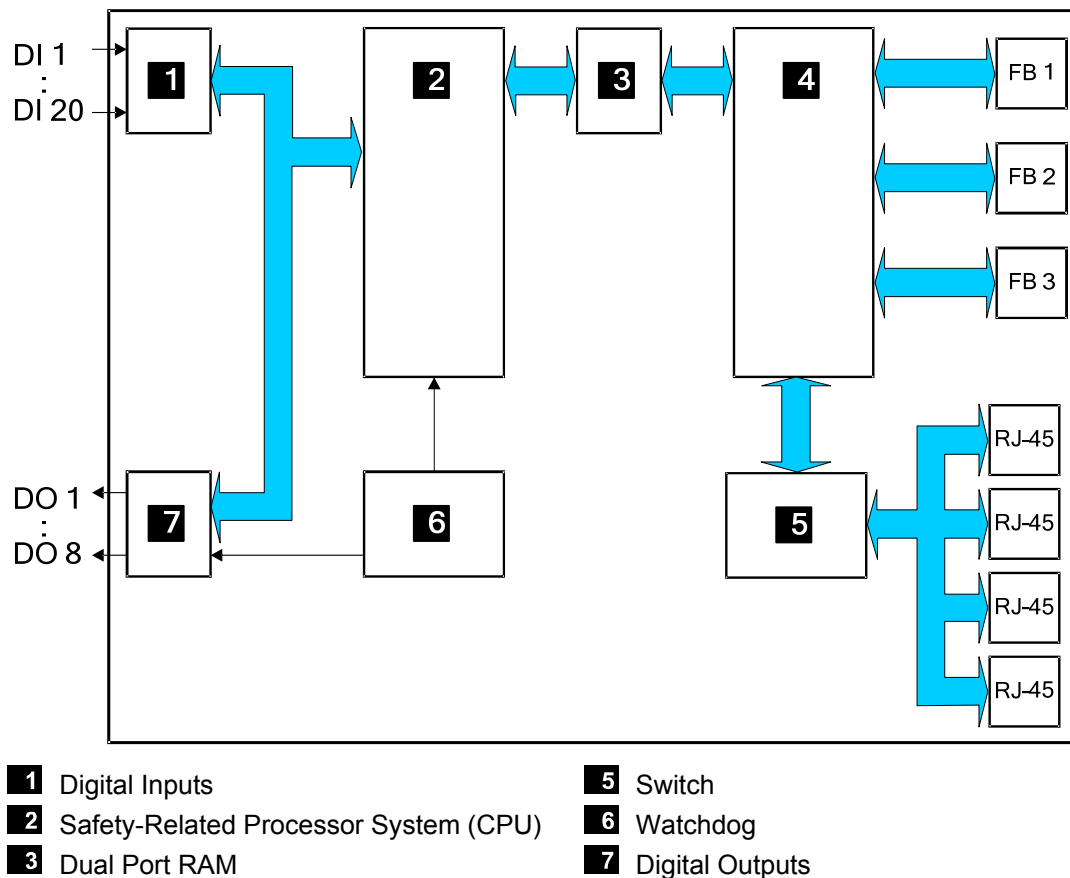 DI 1
:
DI 20
1
2
3
4
FB 1
FB 2
FB 3
DO 1
:
DO 8
7
6
5
RJ-45
RJ-45
RJ-45
RJ-45
1 Digital Inputs
2 Safety-Related Processor System (CPU)
3 Dual Port RAM
5 Switch
6 Watchdog
7 Digital Outputs